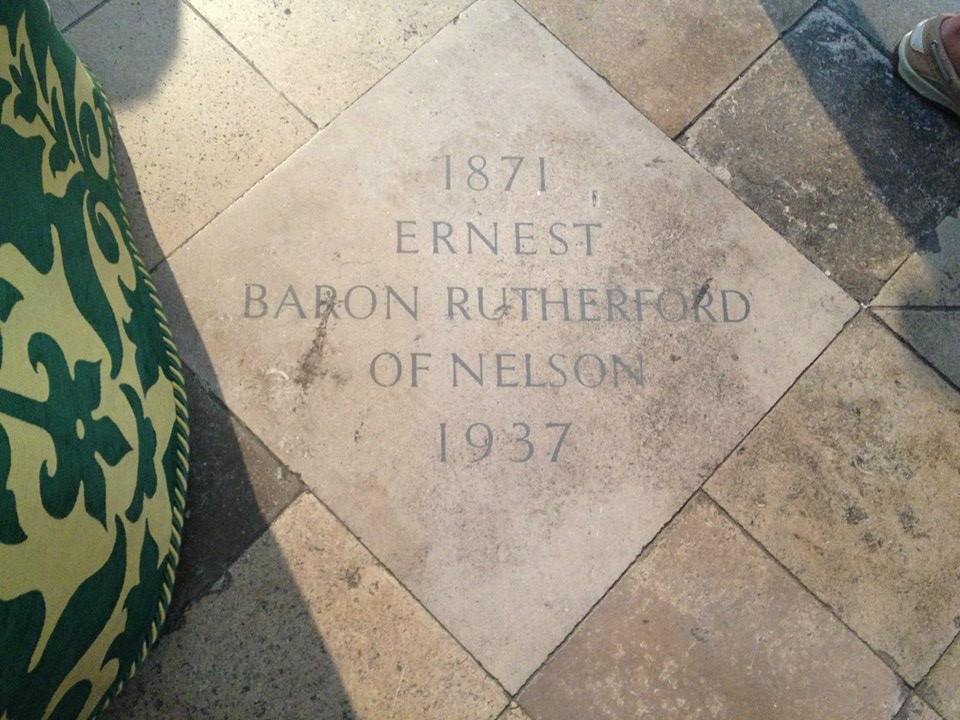 1871
ERNEST
BARON RUTHERFORD
OF NELSON
1937